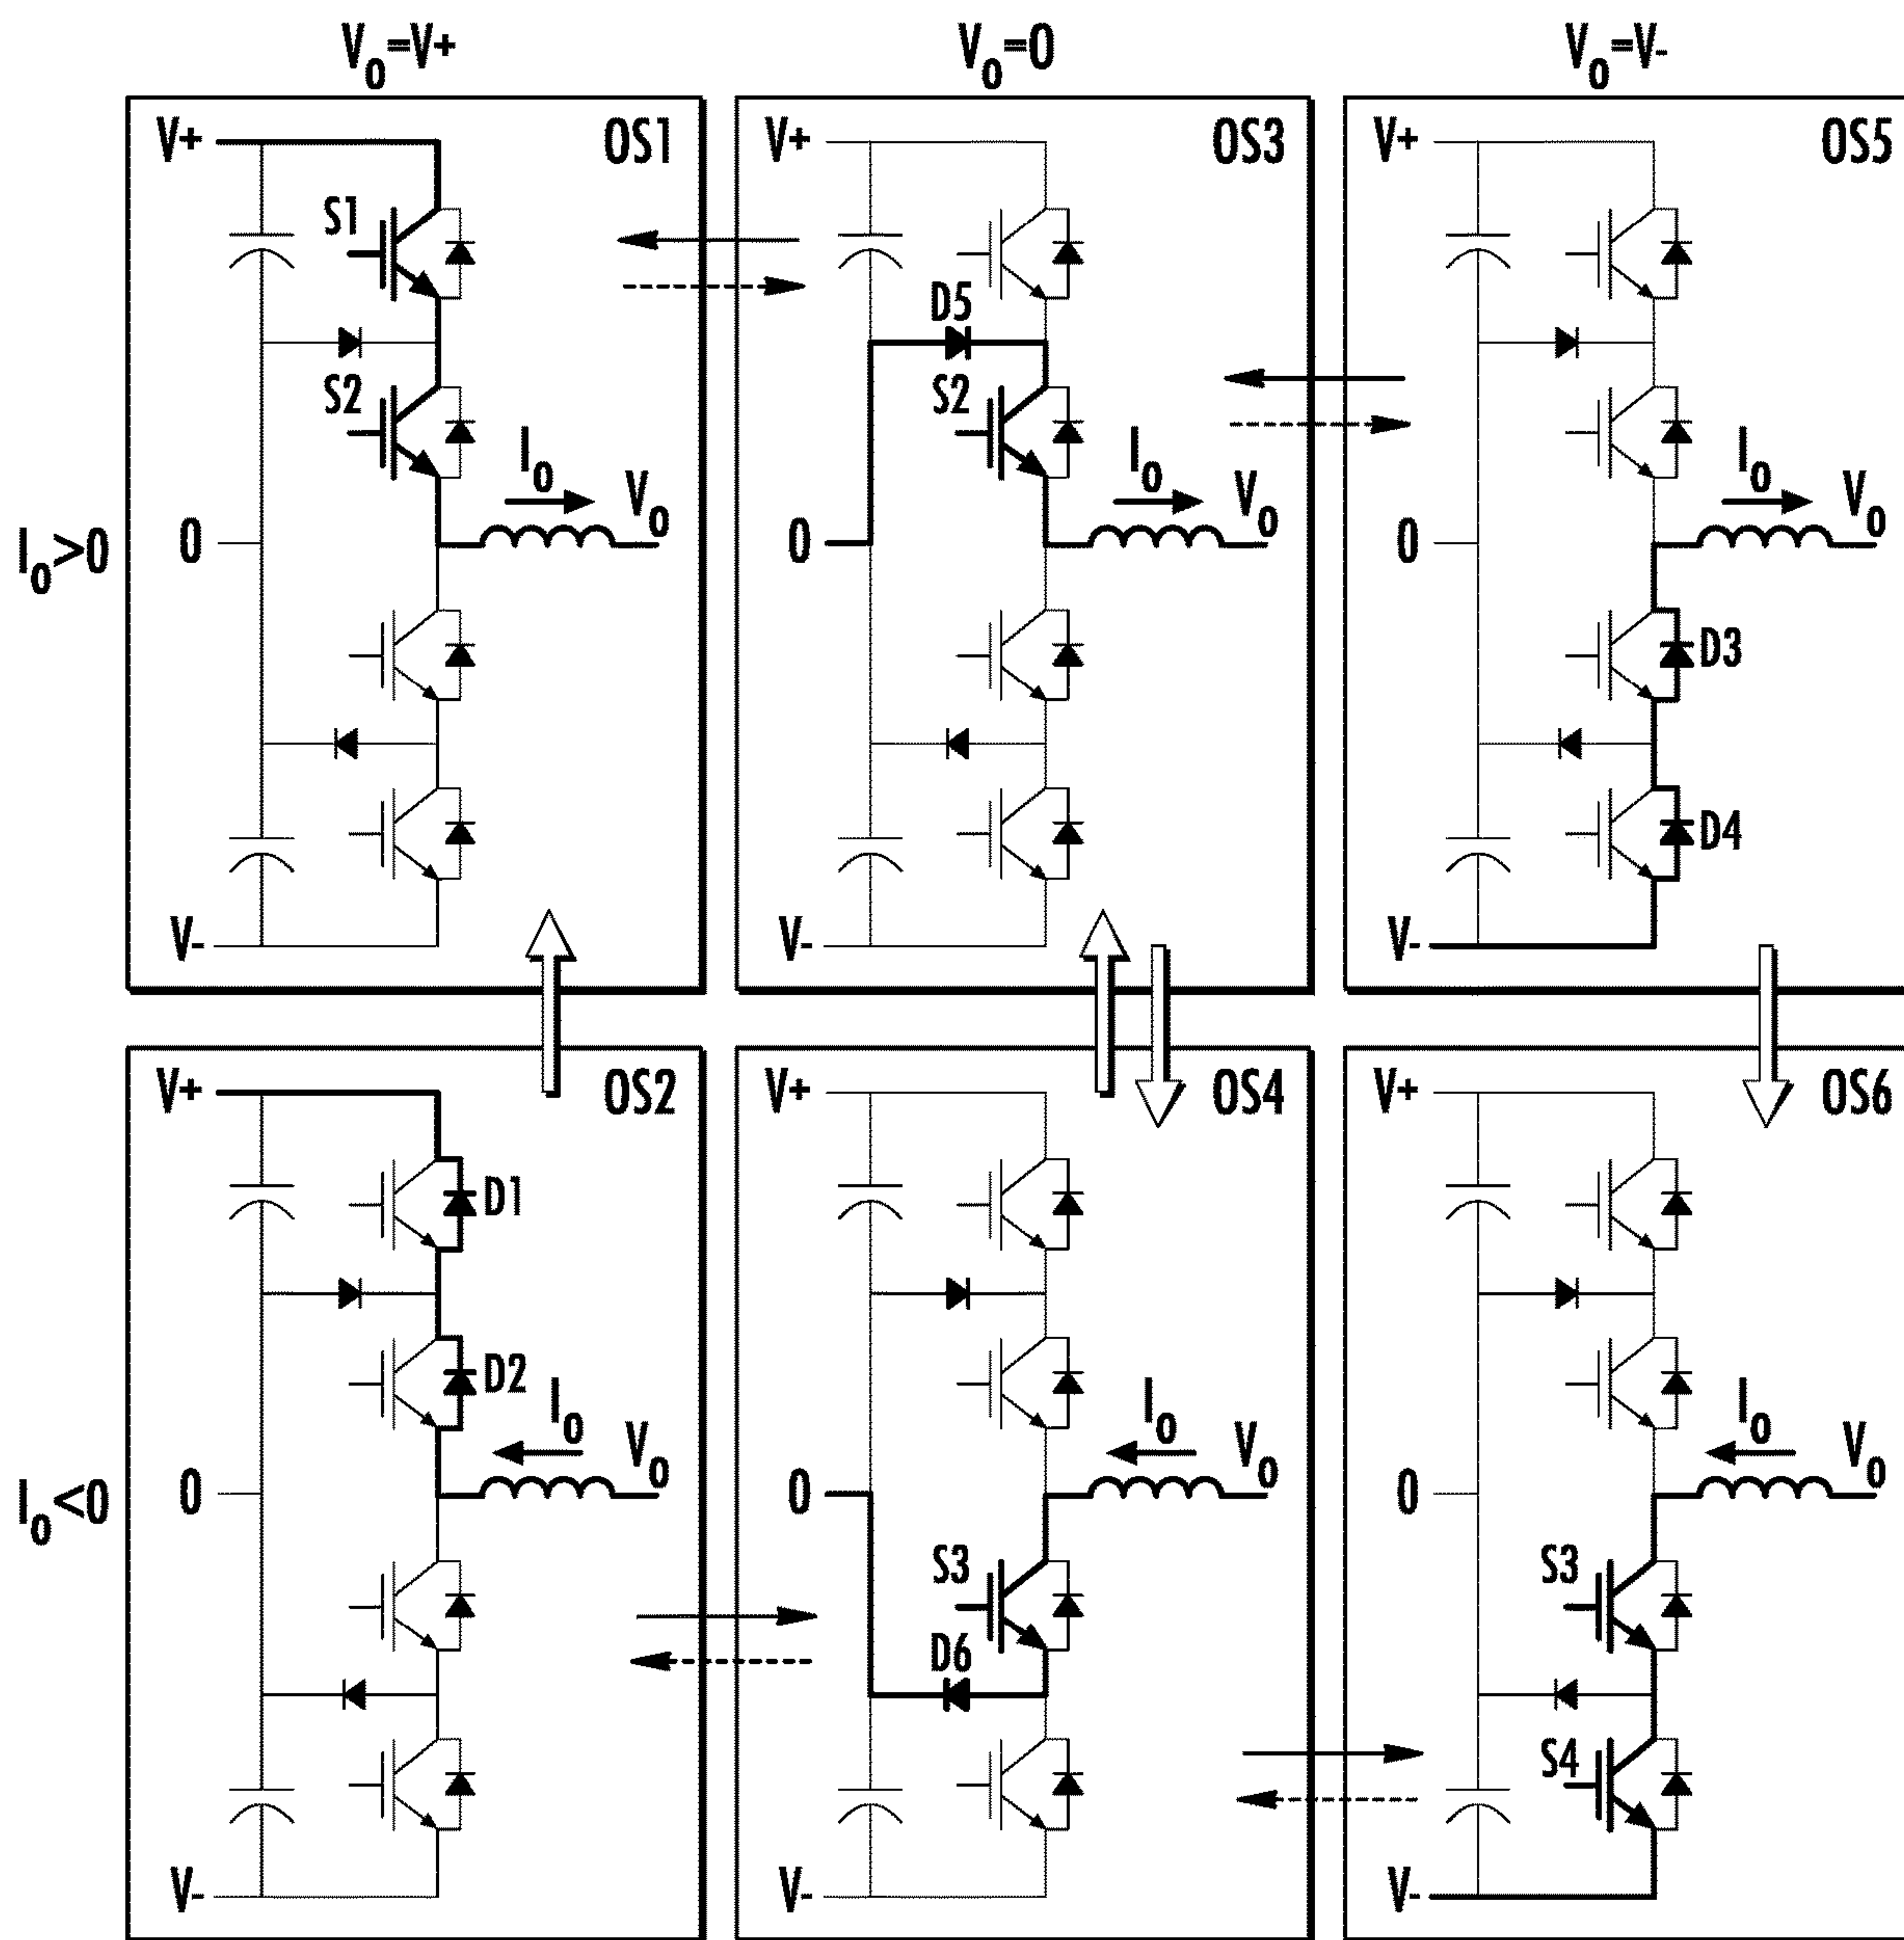 V₀=V+ V₀=0 V₀=V-
I₀>0
V+ OS1
S1
S2
I₀ V₀
0
V-
V+ OS3
D5
S2
I₀ V₀
0
V-
V+ OS5
I₀ V₀
0
D3
D4
V-
I₀<0
V+ OS2
D1
D2
I₀ V₀
0
V-
V+ OS4
I₀ V₀
0
S3
D6
V-
V+ OS6
I₀ V₀
0
S3
S4
V-